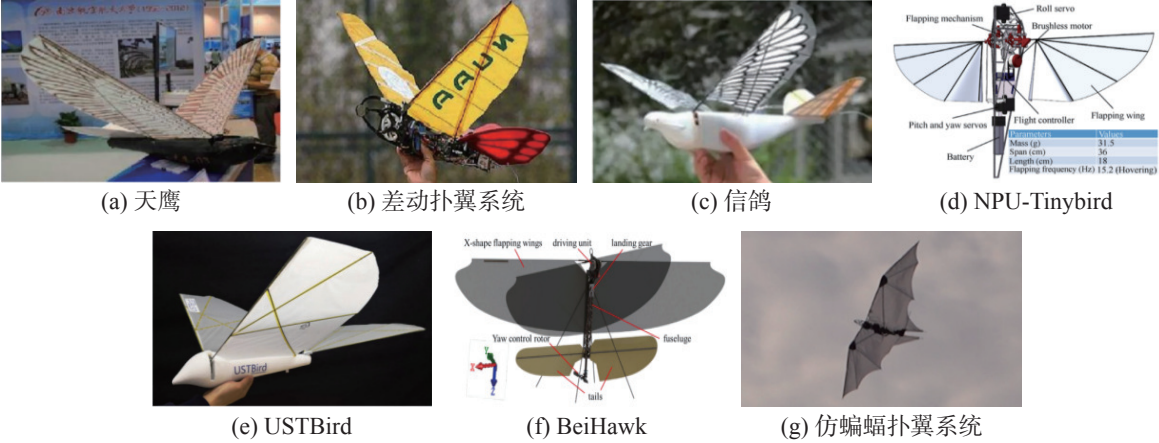 NUAA
Roll servo
Flapping mechanism
Brushless motor
Flapping wing
Flight controller
Pitch and yaw servos
Battery
Parameters Values
Mass (g) 31.5
Span (cm) 36
Length (cm) 18
Flapping frequency (Hz) 15.2 (Hovering)
(a) 天鹰
(b) 差动扑翼系统
(c) 信鸽
(d) NPU-Tinybird
USTBird
X-shape flapping wings
driving unit
landing gear
Yaw control rotor
fuseluge
tails
X
Y
Z
(e) USTBird
(f) BeiHawk
(g) 仿蝙蝠扑翼系统